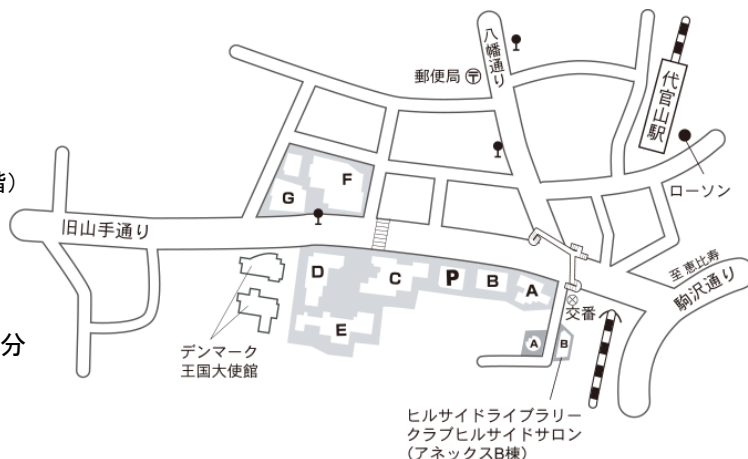 八幡通り
郵便局
代官山駅
ローソン
階）
F
G
旧山手通り
至 恵比寿
駒沢通り
D
C
P
B
A
E
交番
A
B
分
デンマーク
王国大使館
ヒルサイドライブラリー
クラブヒルサイドサロン
（アネックスB棟）